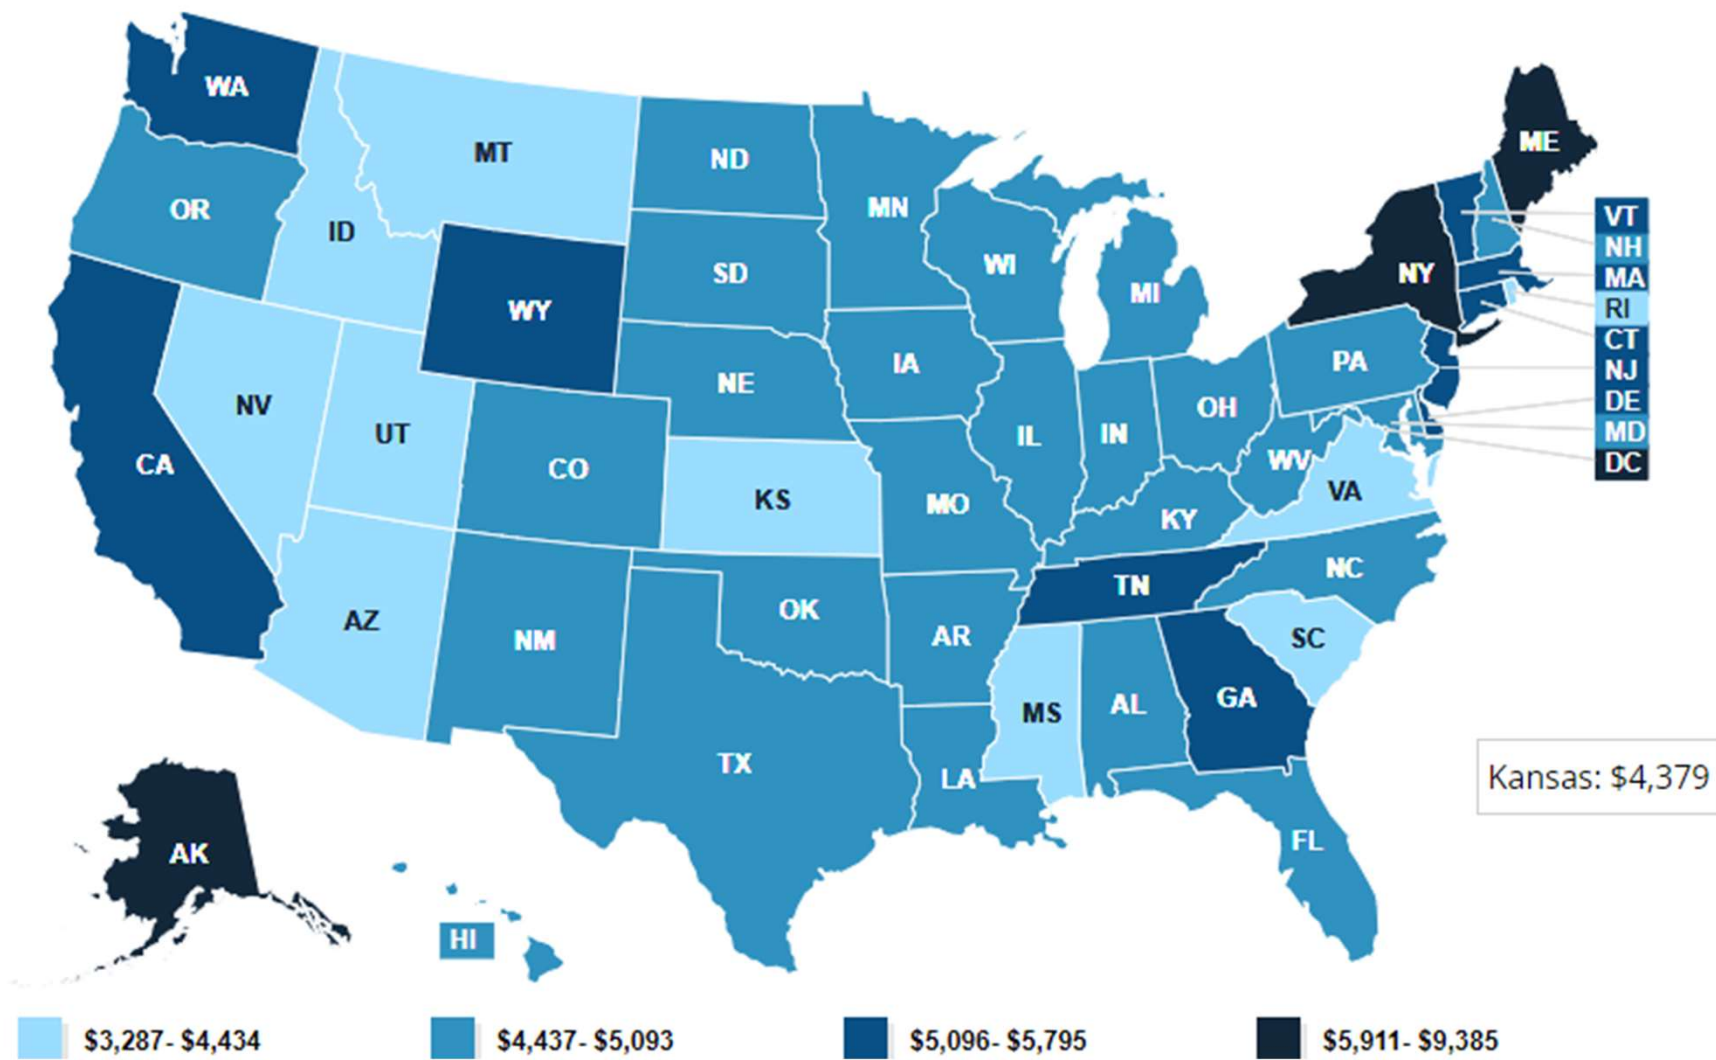 WA
MT
ND
ME
OR
ID
MN
VT
NH
SD
WI
NY
MA
WY
MI
RI
CT
IA
PA
NJ
NE
NV
OH
DE
UT
IL
IN
MD
CA
CO
WV
DC
KS
MO
VA
KY
NC
TN
AZ
OK
NM
AR
SC
MS
AL
GA
TX
LA
Kansas: $4,379
FL
AK
HI
$3,287- $4,434
$4,437- $5,093
$5,096- $5,795
$5,911- $9,385